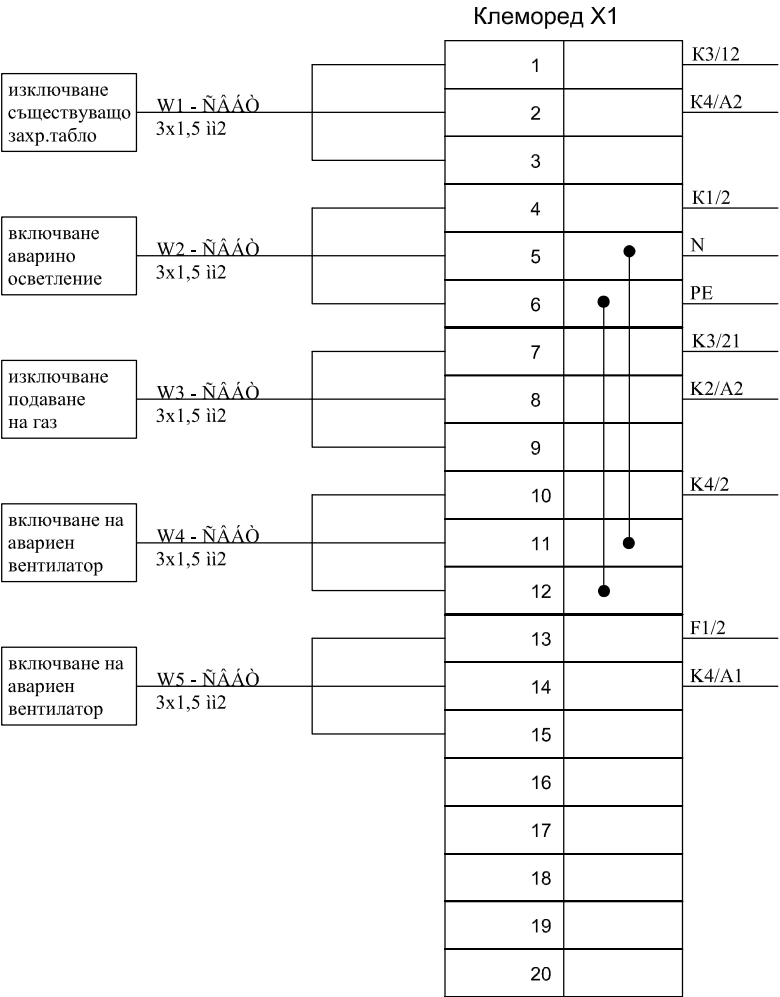 Клеморед X1
1
K3/12
изключване
съществуващо
захр.табло
W1 - ÑÂÁÒ
3x1,5 ìì2
2
K4/A2
3
4
K1/2
включване
аварино
осветление
W2 - ÑÂÁÒ
3x1,5 ìì2
5
N
6
PE
7
K3/21
изключване
подаване
на газ
W3 - ÑÂÁÒ
3x1,5 ìì2
8
K2/A2
9
10
K4/2
включване на
авариен
вентилатор
W4 - ÑÂÁÒ
3x1,5 ìì2
11
12
13
F1/2
включване на
авариен
вентилатор
W5 - ÑÂÁÒ
3x1,5 ìì2
14
K4/A1
15
16
17
18
19
20